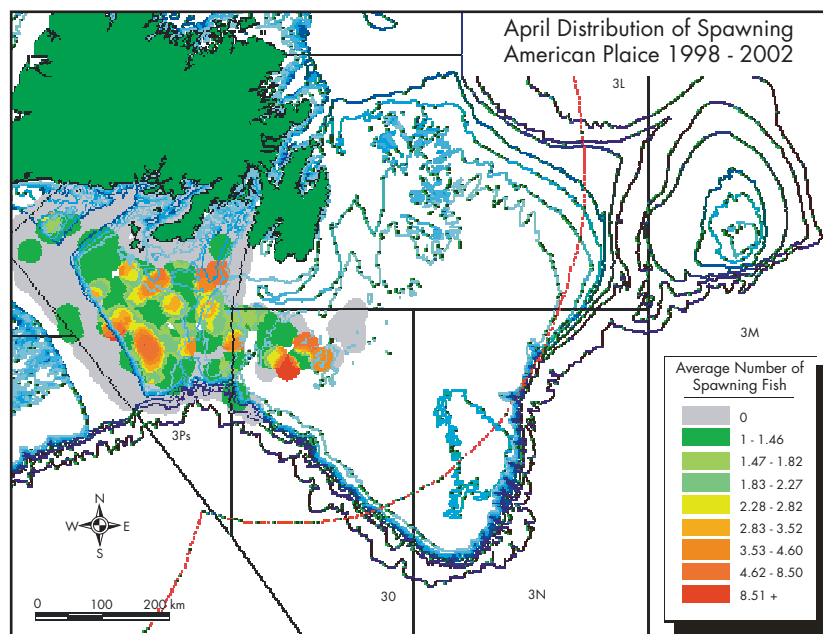 April Distribution of Spawning
American Plaice 1998 - 2002
3L
3M
Average Number of
Spawning Fish
0
1 - 1.46
1.47 - 1.82
1.83 - 2.27
2.28 - 2.82
2.83 - 3.52
3.53 - 4.60
4.62 - 8.50
8.51 +
3Ps
N
W E
S
0 100 200 km
30
3N